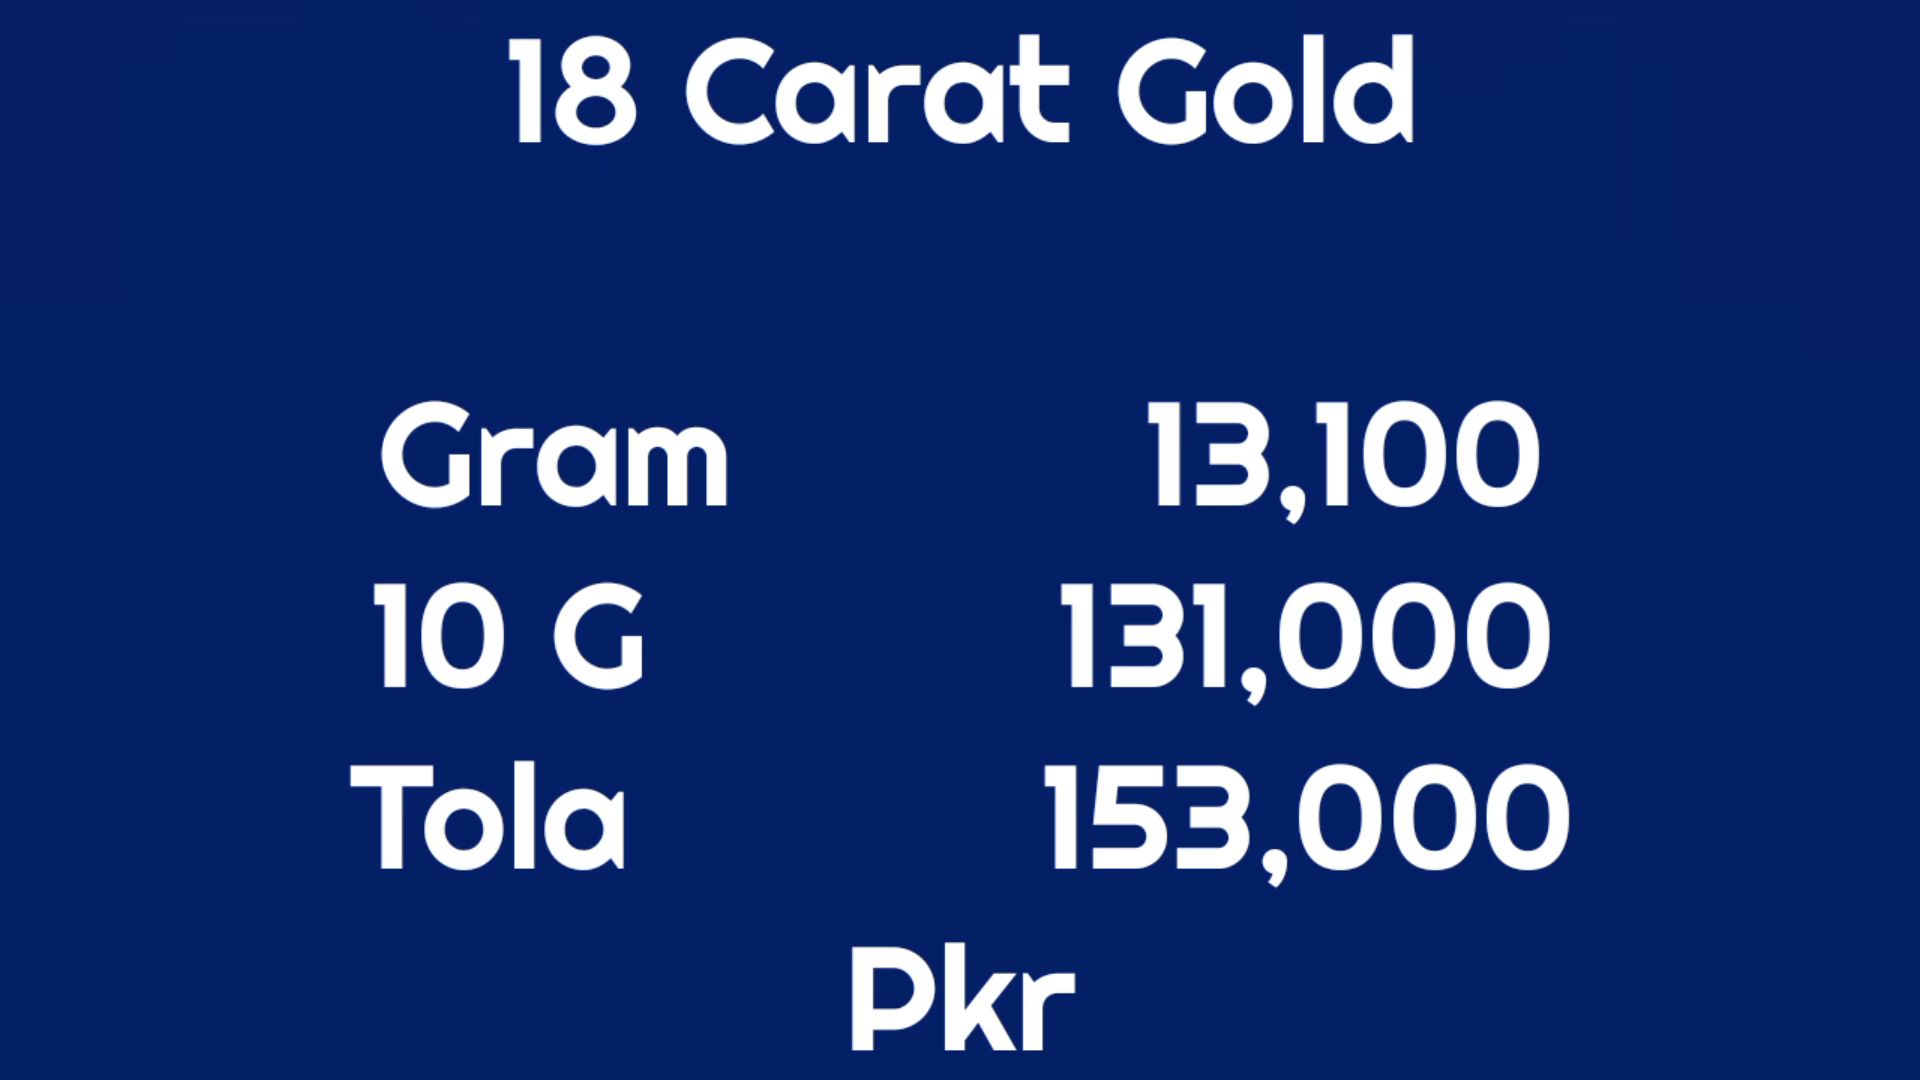 18 Carat Gold
Gram 13,100
10 G 131,000
Tola 153,000
Pkr